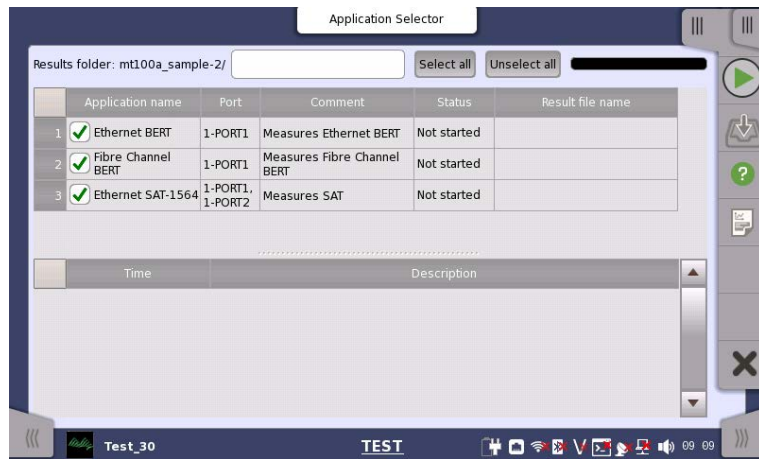 Application Selector
Results folder: mt100a_sample-2/
Select all
Unselect all
Application name Port Comment Status Result file name
1 Ethernet BERT 1-PORT1 Measures Ethernet BERT Not started
2 Fibre Channel BERT 1-PORT1 Measures Fibre Channel BERT Not started
3 Ethernet SAT-1564 1-PORT1, 1-PORT2 Measures SAT Not started
Time Description
Test_30
TEST
09 09